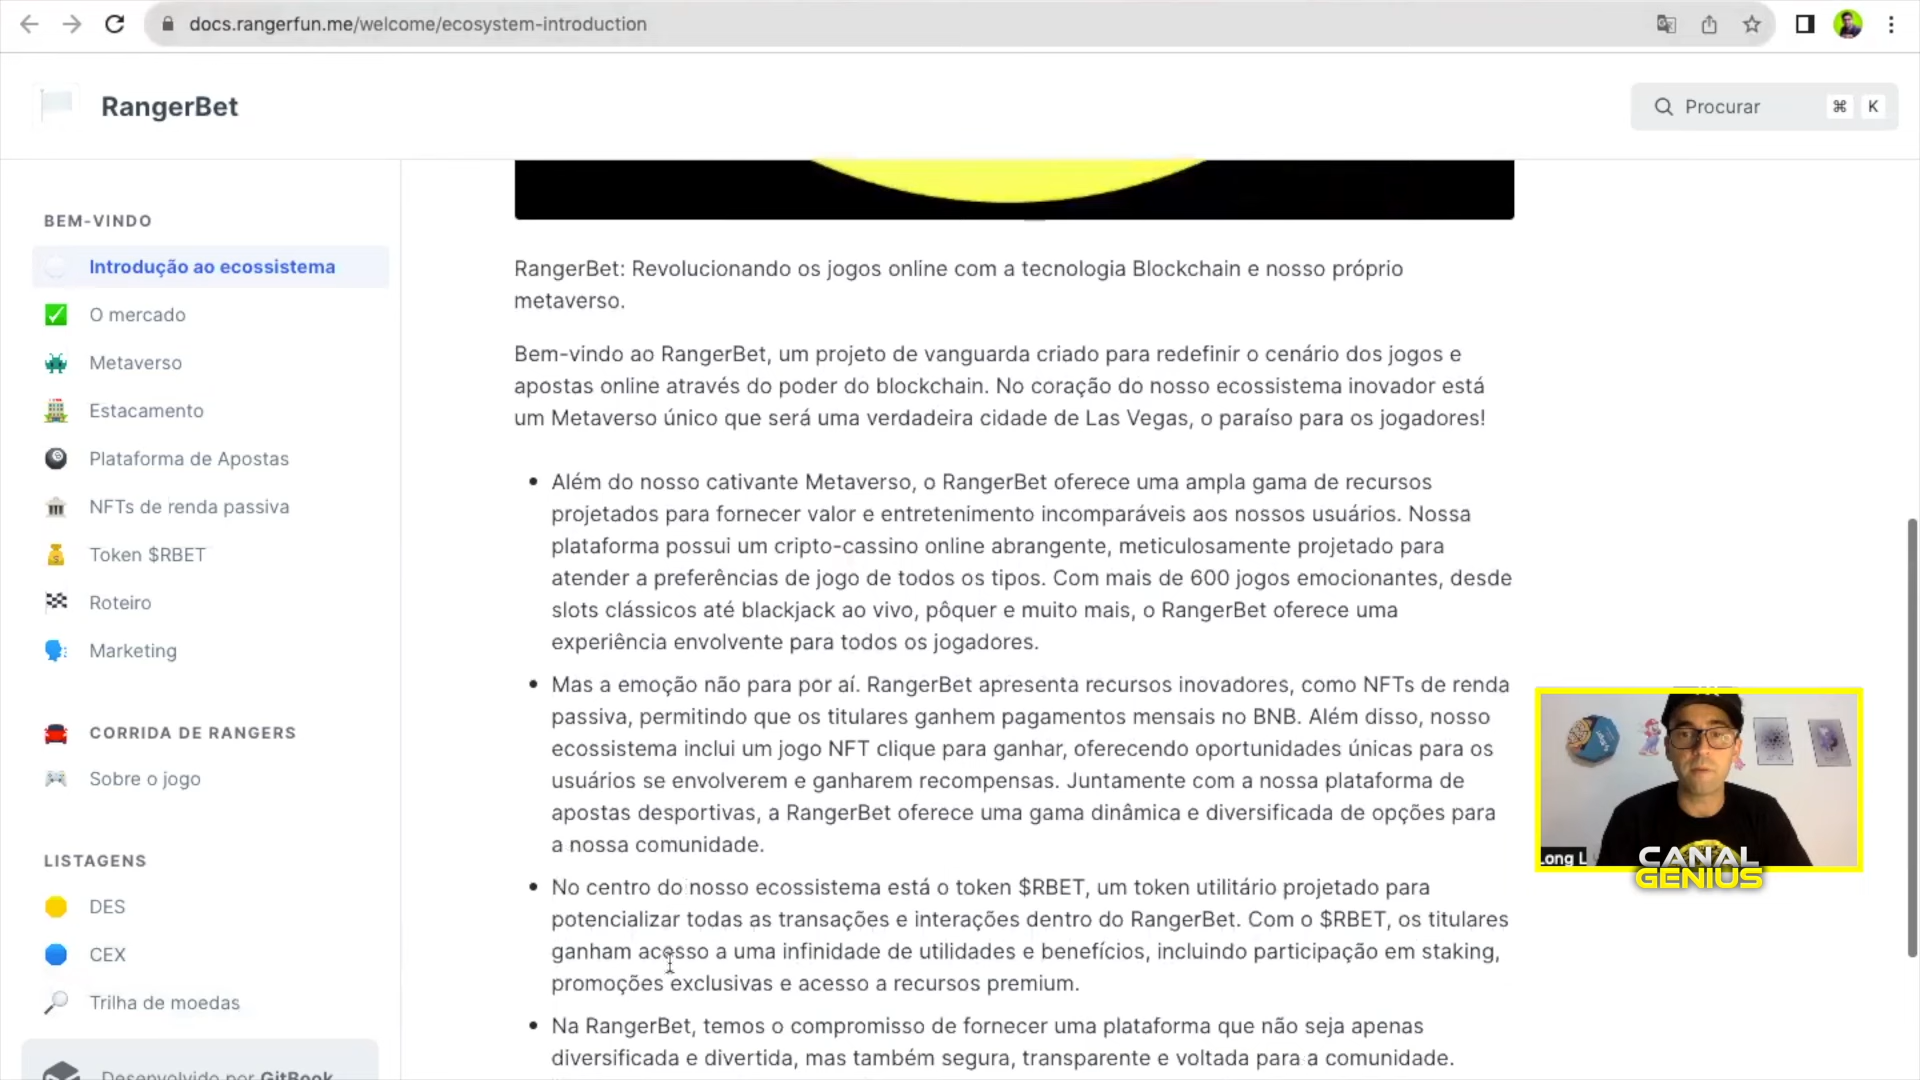 docs.rangerfun.me/welcome/ecosystem-introduction
RangerBet
Procurar
⌘ K
BEM-VINDO
Introdução ao ecossistema
O mercado
Metaverso
Estacamento
Plataforma de Apostas
NFTs de renda passiva
Token $RBET
Roteiro
Marketing
CORRIDA DE RANGERS
Sobre o jogo
LISTAGENS
DES
CEX
Trilha de moedas
Desenvolvido por GitBook
RangerBet: Revolucionando os jogos online com a tecnologia Blockchain e nosso próprio
metaverso.
Bem-vindo ao RangerBet, um projeto de vanguarda criado para redefinir o cenário dos jogos e
apostas online através do poder do blockchain. No coração do nosso ecossistema inovador está
um Metaverso único que será uma verdadeira cidade de Las Vegas, o paraíso para os jogadores!
Além do nosso cativante Metaverso, o RangerBet oferece uma ampla gama de recursos
projetados para fornecer valor e entretenimento incomparáveis aos nossos usuários. Nossa
plataforma possui um cripto-cassino online abrangente, meticulosamente projetado para
atender a preferências de jogo de todos os tipos. Com mais de 600 jogos emocionantes, desde
slots clássicos até blackjack ao vivo, pôquer e muito mais, o RangerBet oferece uma
experiência envolvente para todos os jogadores.
Mas a emoção não para por aí. RangerBet apresenta recursos inovadores, como NFTs de renda
passiva, permitindo que os titulares ganhem pagamentos mensais no BNB. Além disso, nosso
ecossistema inclui um jogo NFT clique para ganhar, oferecendo oportunidades únicas para os
usuários se envolverem e ganharem recompensas. Juntamente com a nossa plataforma de
apostas desportivas, a RangerBet oferece uma gama dinâmica e diversificada de opções para
a nossa comunidade.
No centro do nosso ecossistema está o token $RBET, um token utilitário projetado para
potencializar todas as transações e interações dentro do RangerBet. Com o $RBET, os titulares
ganham acesso a uma infinidade de utilidades e benefícios, incluindo participação em staking,
promoções exclusivas e acesso a recursos premium.
Na RangerBet, temos o compromisso de fornecer uma plataforma que não seja apenas
diversificada e divertida, mas também segura, transparente e voltada para a comunidade.
Long L
CANAL
GENIUS